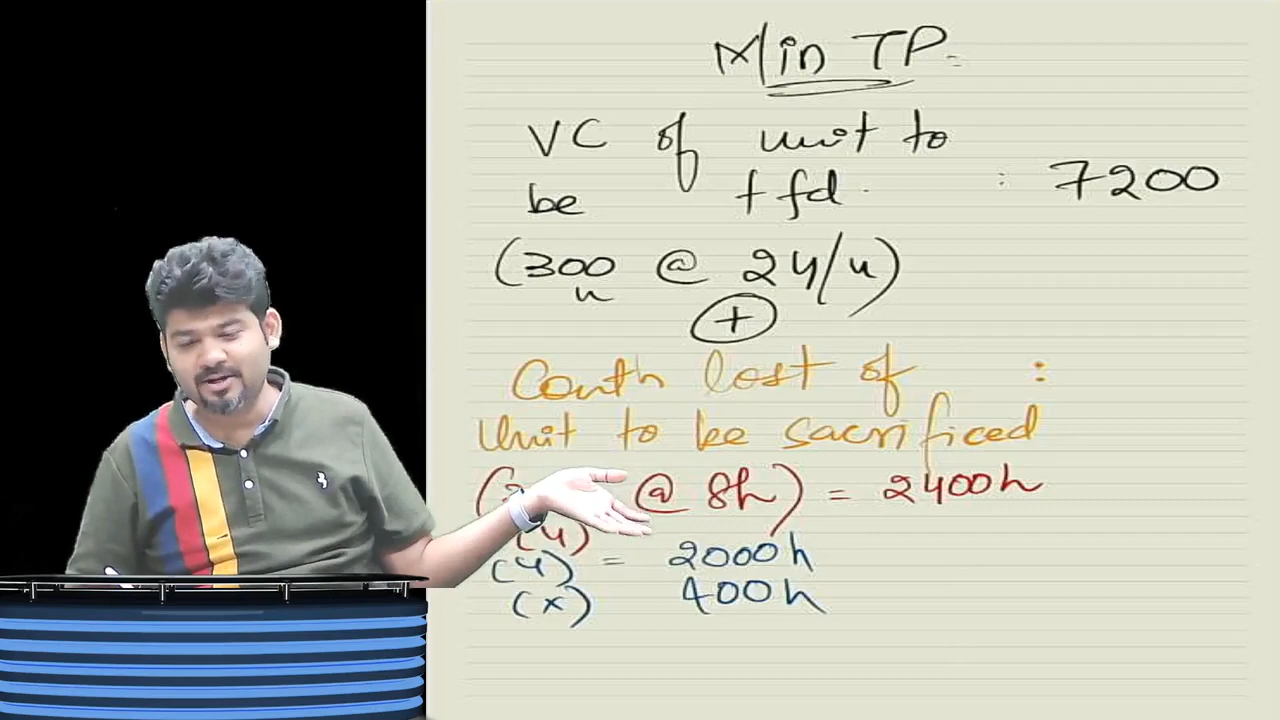 Min TP
VC of unit to
be tfd. : 7200
(300 @ 24/u)
u
+
Conth lost of :
Unit to be sacrificed
@ 8h) = 2400h
(y)
(y) = 2000h
(x) 400h